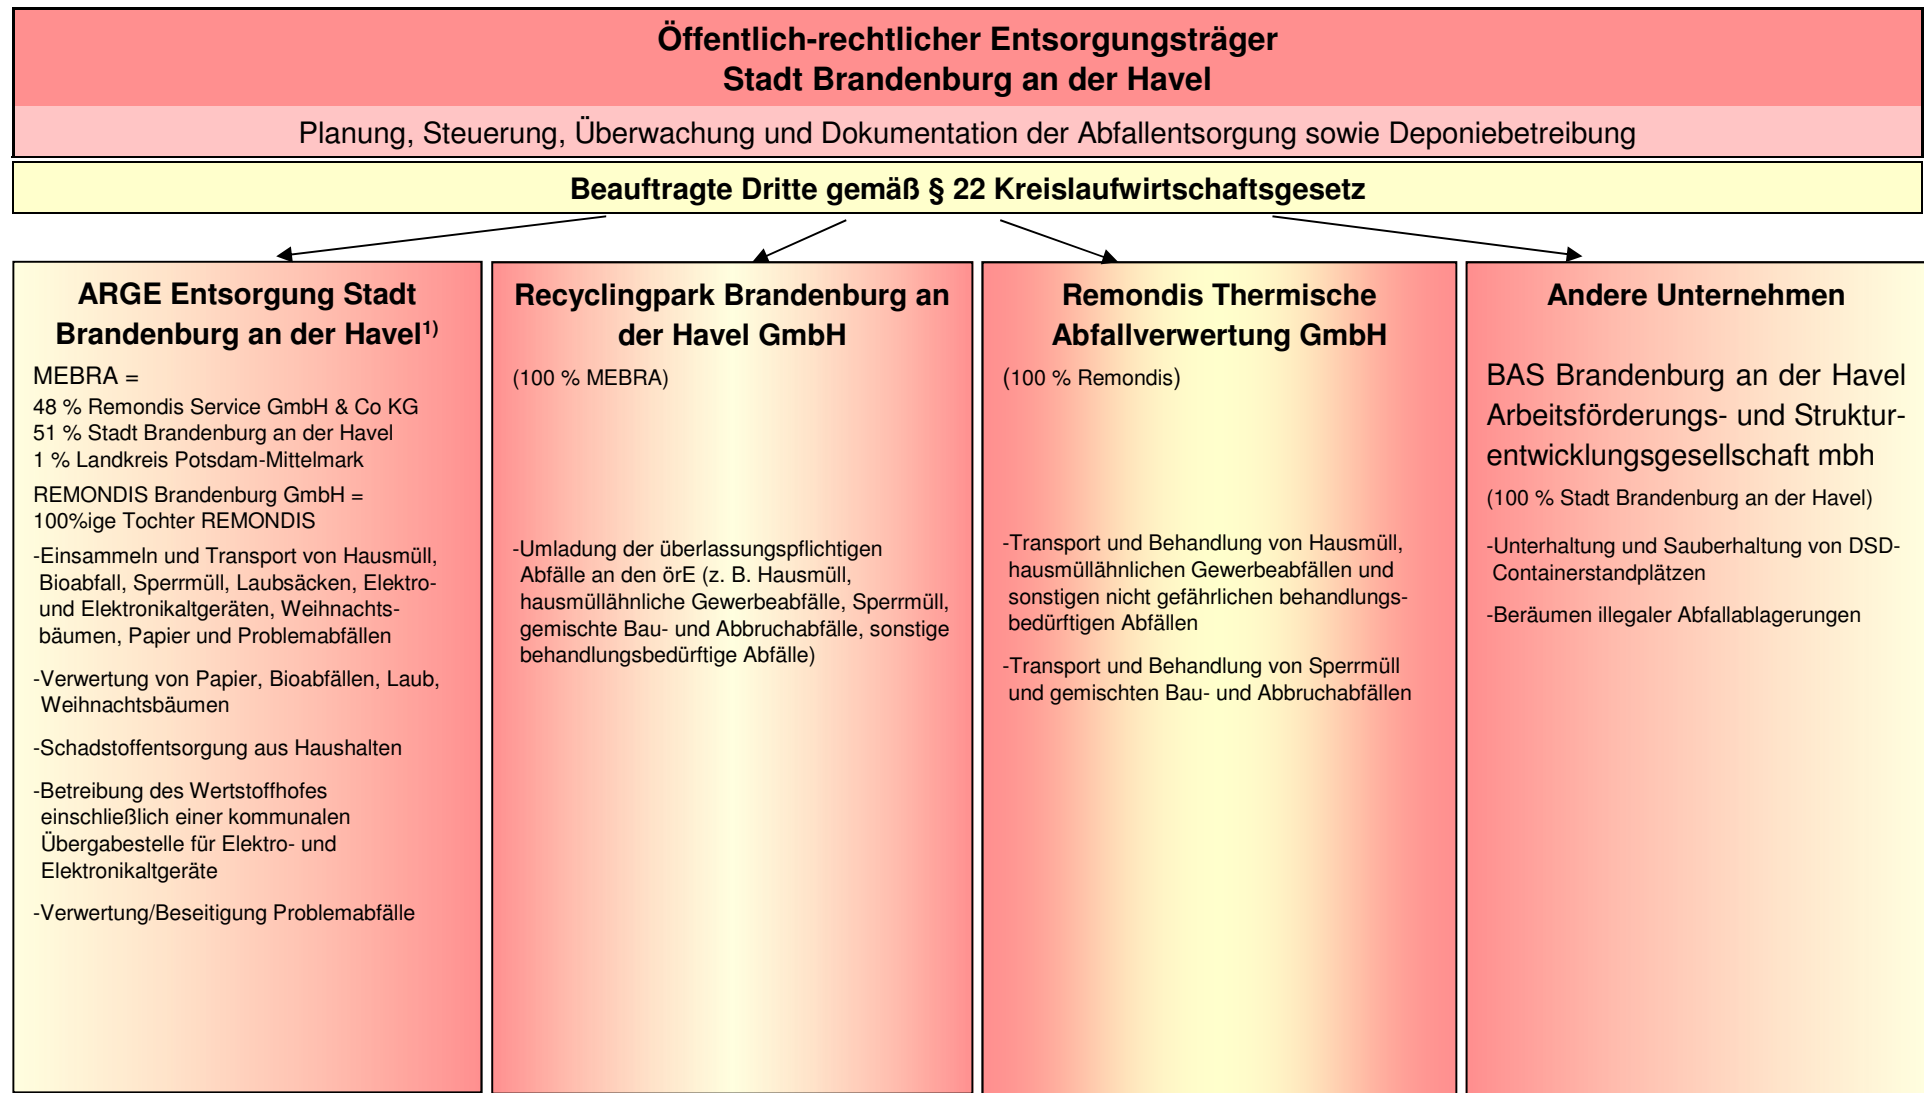 Öffentlich-rechtlicher Entsorgungsträger
Stadt Brandenburg an der Havel
Planung, Steuerung, Überwachung und Dokumentation der Abfallentsorgung sowie Deponiebetreibung
Beauftragte Dritte gemäß § 22 Kreislaufwirtschaftsgesetz
ARGE Entsorgung Stadt
Brandenburg an der Havel¹⁾
MEBRA =
48 % Remondis Service GmbH & Co KG
51 % Stadt Brandenburg an der Havel
1 % Landkreis Potsdam-Mittelmark
REMONDIS Brandenburg GmbH =
100%ige Tochter REMONDIS
-Einsammeln und Transport von Hausmüll,
Bioabfall, Sperrmüll, Laubsäcken, Elektro-
und Elektronikaltgeräten, Weihnachts-
bäumen, Papier und Problemabfällen
-Verwertung von Papier, Bioabfällen, Laub,
Weihnachtsbäumen
-Schadstoffentsorgung aus Haushalten
-Betreibung des Wertstoffhofes
einschließlich einer kommunalen
Übergabestelle für Elektro- und
Elektronikaltgeräte
-Verwertung/Beseitigung Problemabfälle
Recyclingpark Brandenburg an
der Havel GmbH
(100 % MEBRA)
-Umladung der überlassungspflichtigen
Abfälle an den örE (z. B. Hausmüll,
hausmüllähnliche Gewerbeabfälle, Sperrmüll,
gemischte Bau- und Abbruchabfälle, sonstige
behandlungsbedürftige Abfälle)
Remondis Thermische
Abfallverwertung GmbH
(100 % Remondis)
-Transport und Behandlung von Hausmüll,
hausmüllähnlichen Gewerbeabfällen und
sonstigen nicht gefährlichen behandlungs-
bedürftigen Abfällen
-Transport und Behandlung von Sperrmüll
und gemischten Bau- und Abbruchabfällen
Andere Unternehmen
BAS Brandenburg an der Havel
Arbeitsförderungs- und Struktur-
entwicklungsgesellschaft mbh
(100 % Stadt Brandenburg an der Havel)
-Unterhaltung und Sauberhaltung von DSD-
Containerstandplätzen
-Beräumen illegaler Abfallablagerungen